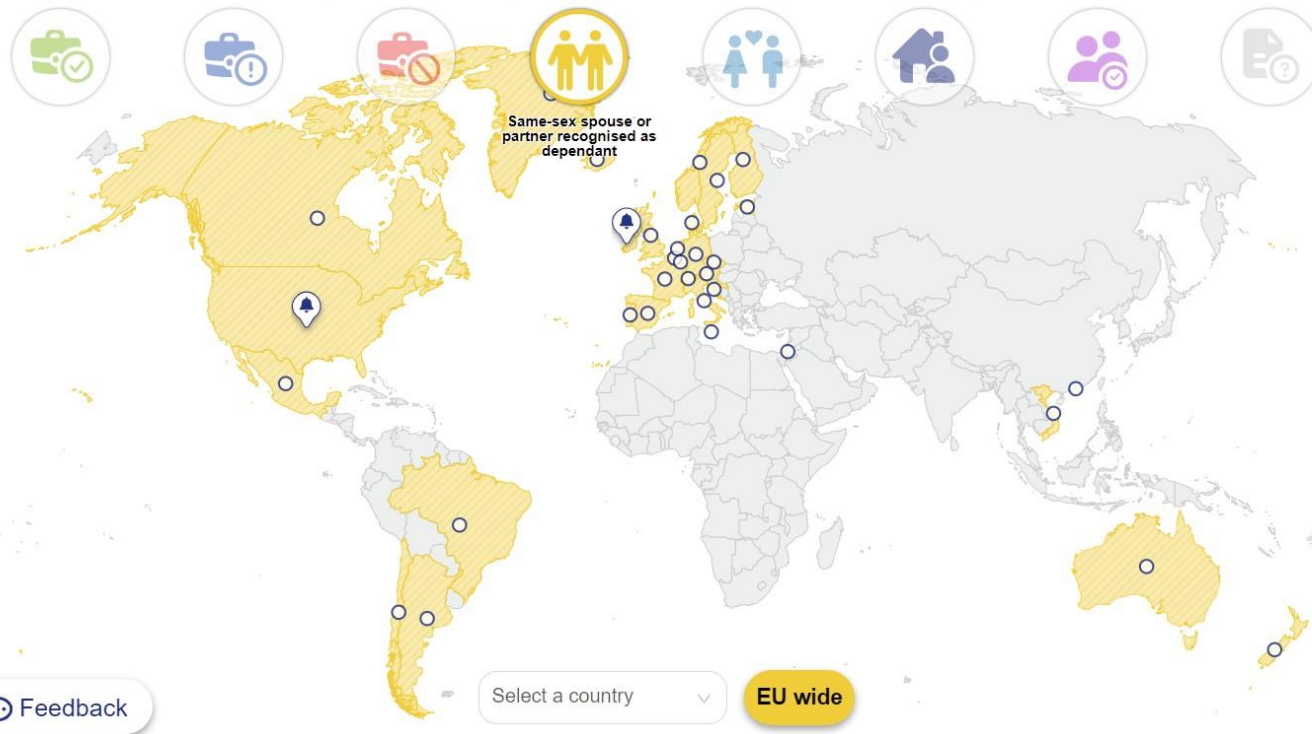 Same-sex spouse or
partner recognised as
dependant
Feedback
Select a country
EU wide